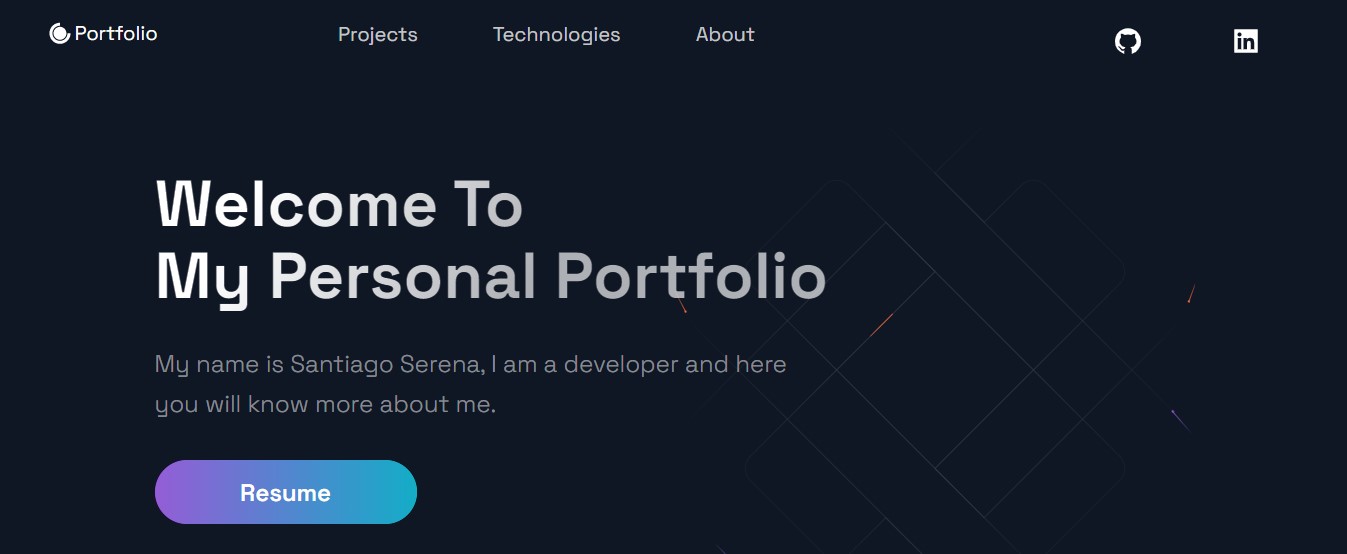 Portfolio
Projects
Technologies
About
Welcome To
My Personal Portfolio
My name is Santiago Serena, I am a developer and here
you will know more about me.
Resume